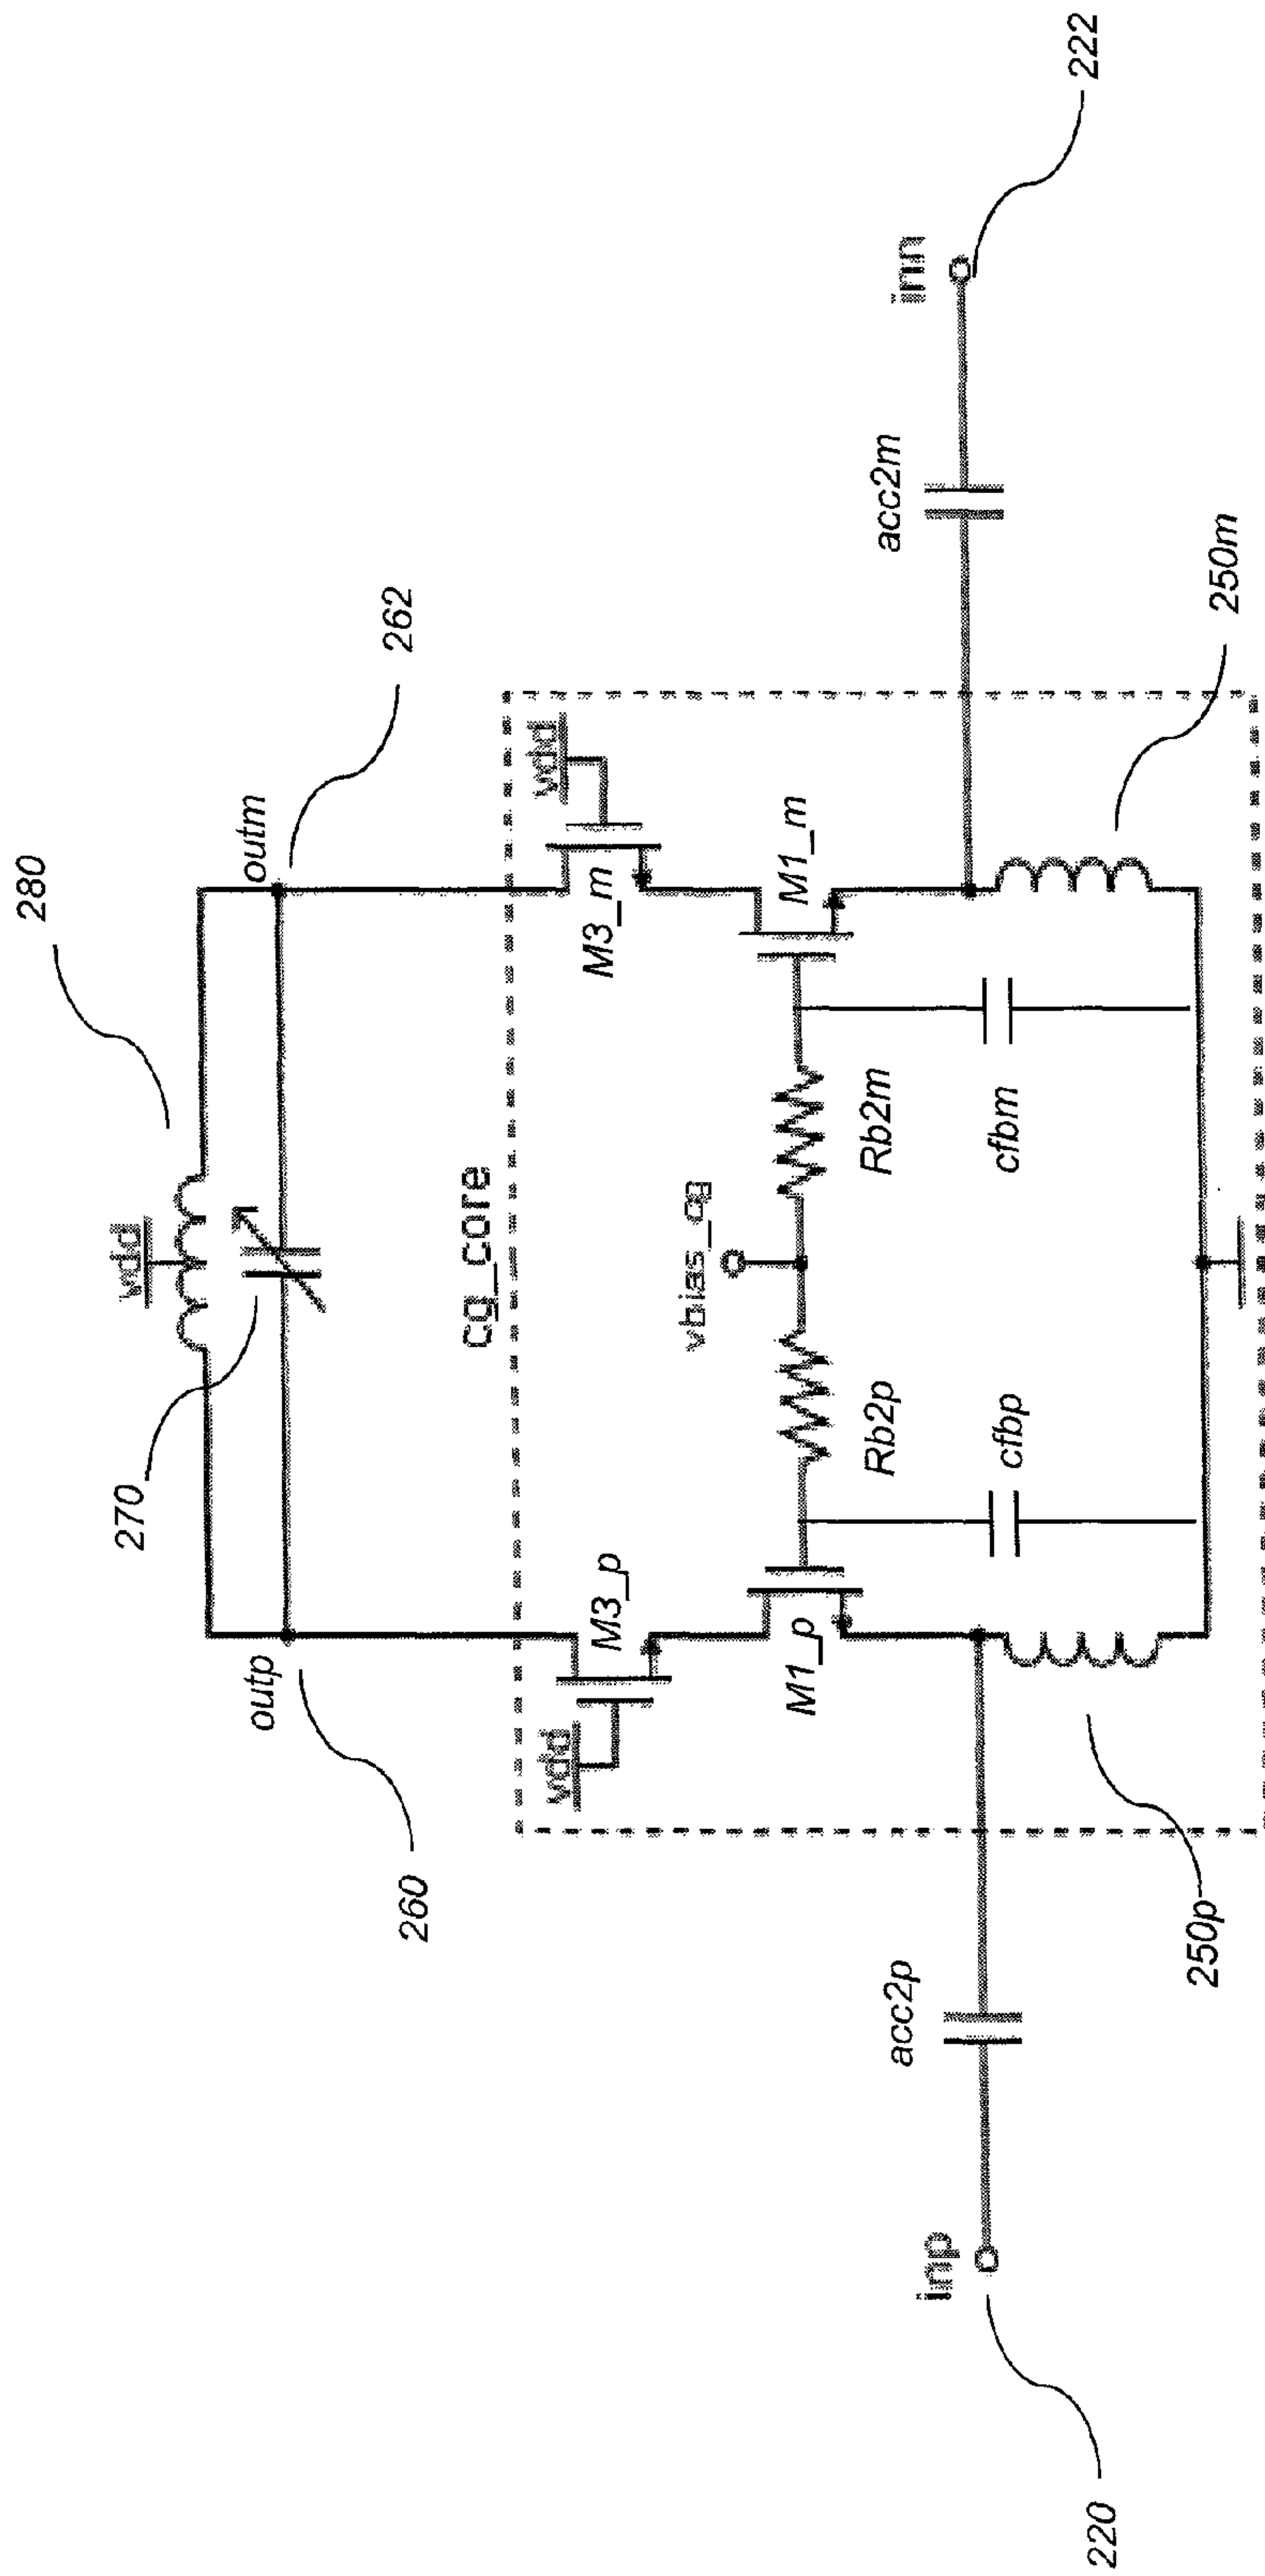 280
vdd
270
outp
outm
260
262
cg_core
vdd
M3_p
M3_m
vdd
vbias_cg
M1_p
M1_m
Rb2p
Rb2m
cfbp
cfbm
inp
acc2p
acc2m
inn
220
250p
250m
222